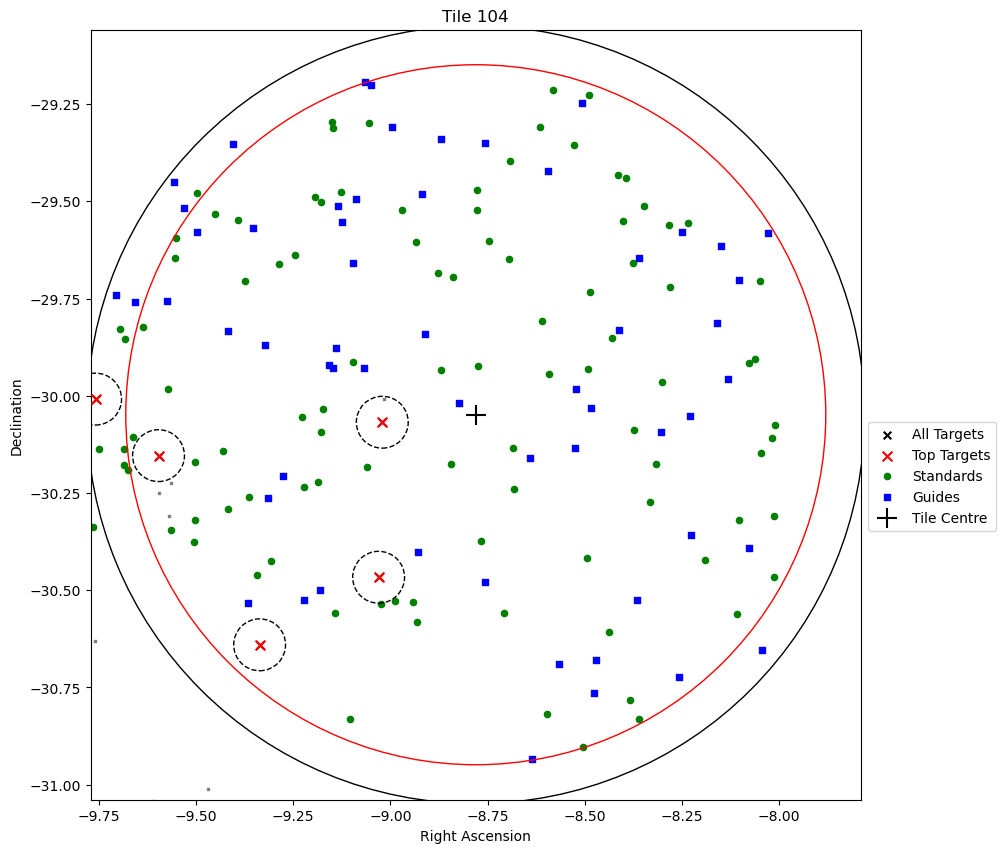 Tile 104
Declination
−29.25
−29.50
−29.75
−30.00
−30.25
−30.50
−30.75
−31.00
−9.75 −9.50 −9.25 −9.00 −8.75 −8.50 −8.25 −8.00
Right Ascension
All Targets
Top Targets
Standards
Guides
Tile Centre